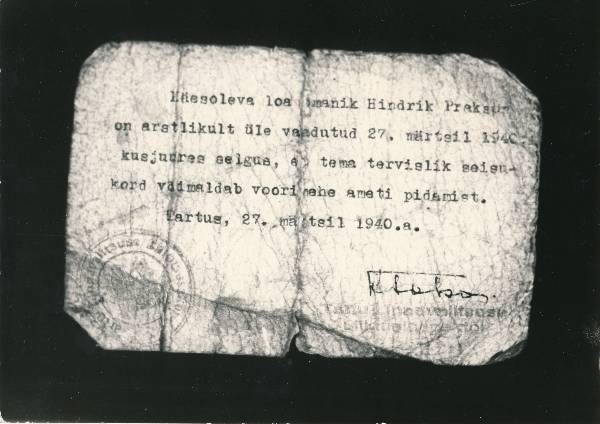 Käesoleva loa omanik Hindrik Praksu-
on arstlikult üle vaadutud 27. märtsil 1940.
kusjuures selgus, et tema tervislik seisu-
kord võimaldab voorimehe ameti pidamist.
Tartus, 27. märtsil 1940.a.